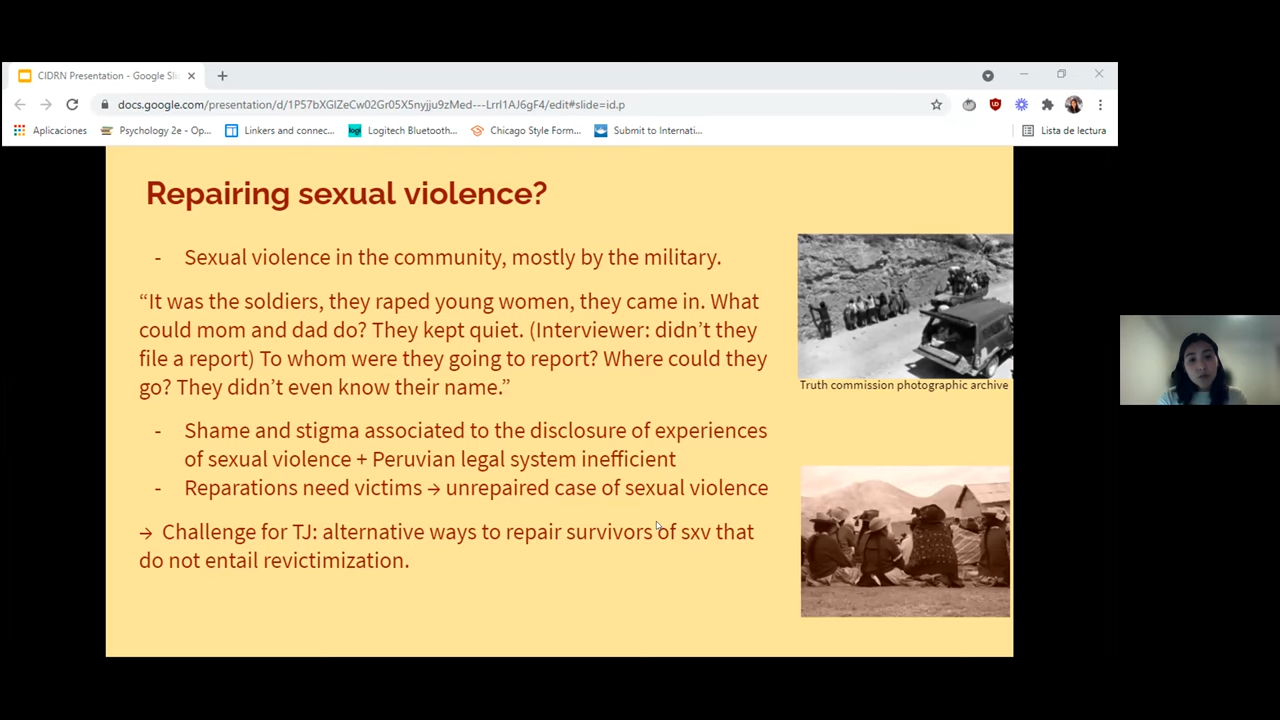 CIDRN Presentation - Google Sli
docs.google.com/presentation/d/1P57bXGlZeCw02Gr05X5nyjju9zMed---LrrI1AJ6gF4/edit#slide=id.p
Aplicaciones
Psychology 2e - Op...
Linkers and connec...
logi
Logitech Bluetooth...
Chicago Style Form...
Submit to Internati...
Lista de lectura
Repairing sexual violence?
- Sexual violence in the community, mostly by the military.
“It was the soldiers, they raped young women, they came in. What
could mom and dad do? They kept quiet. (Interviewer: didn’t they
file a report) To whom were they going to report? Where could they
go? They didn’t even know their name.”
- Shame and stigma associated to the disclosure of experiences
of sexual violence + Peruvian legal system inefficient
- Reparations need victims → unrepaired case of sexual violence
→ Challenge for TJ: alternative ways to repair survivors of sxv that
do not entail revictimization.
Truth commission photographic archive